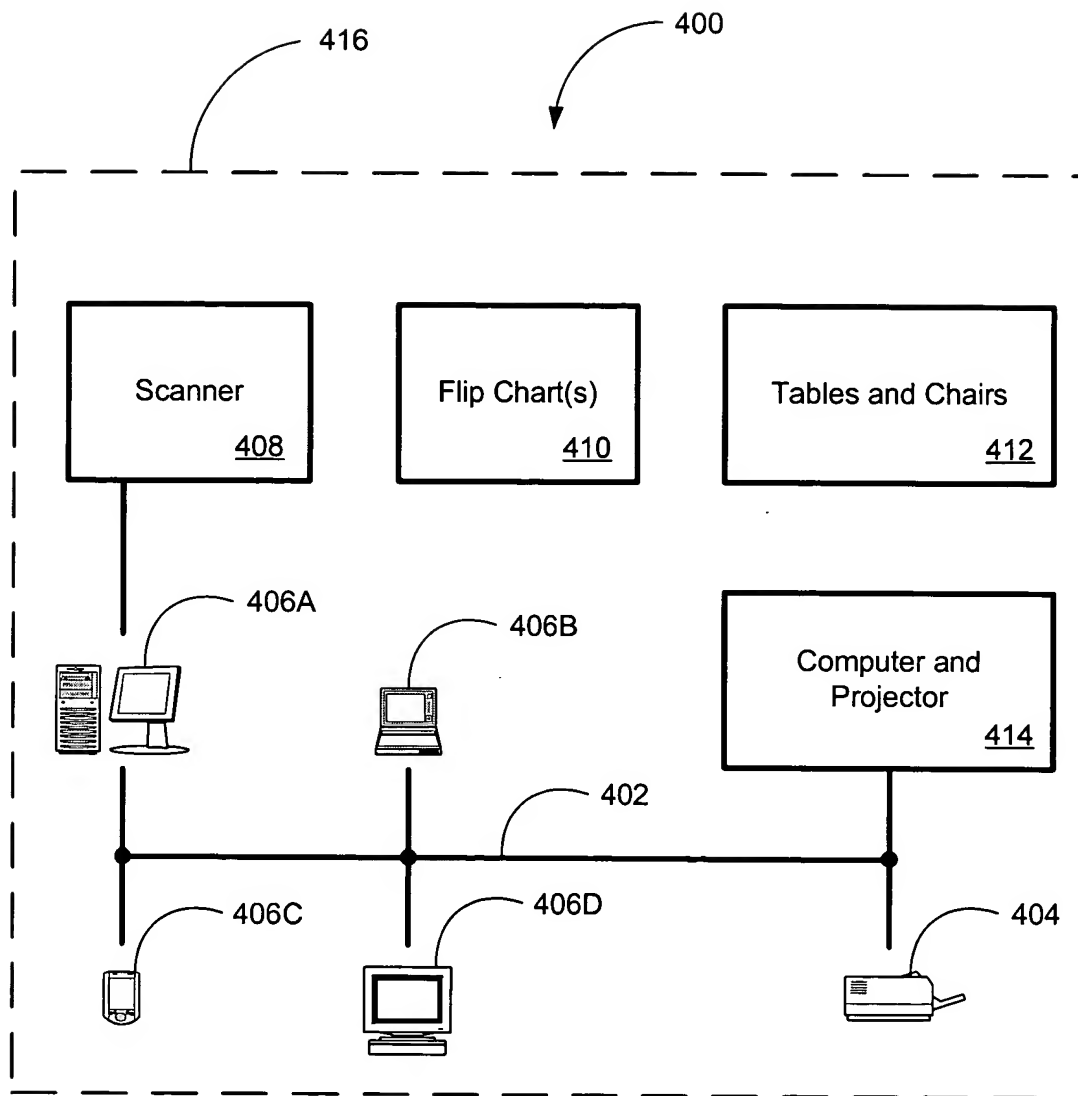 416
400
Scanner
408
Flip Chart(s)
410
Tables and Chairs
412
406A
406B
Computer and
Projector
414
402
406C
406D
404